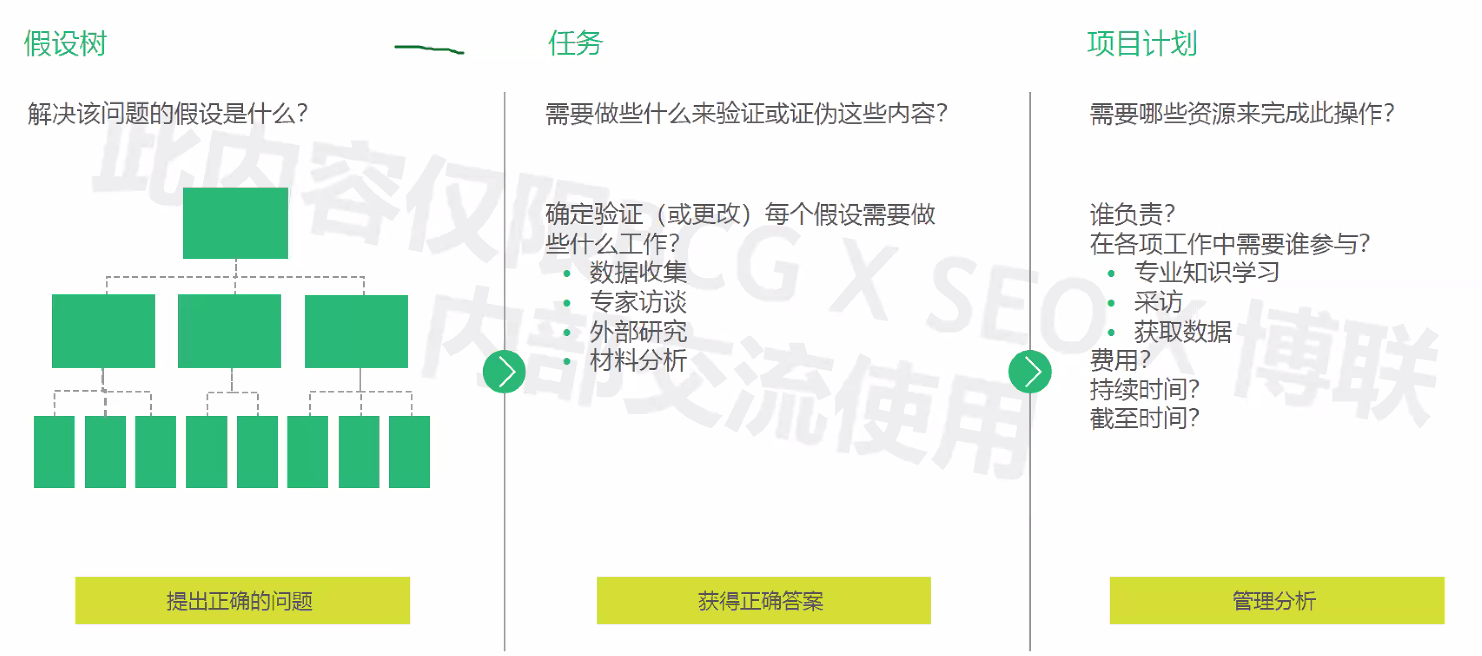 假设树
解决该问题的假设是什么？
提出正确的问题
任务
需要做些什么来验证或证伪这些内容？
确定验证（或更改）每个假设需要做
些什么工作？
• 数据收集
• 专家访谈
• 外部研究
• 材料分析
获得正确答案
项目计划
需要哪些资源来完成此操作？
谁负责？
在各项工作中需要谁参与？
• 专业知识学习
• 采访
• 获取数据
费用？
持续时间？
截至时间？
管理分析
此内容仅限BCG X SEO X 博联
内部交流使用